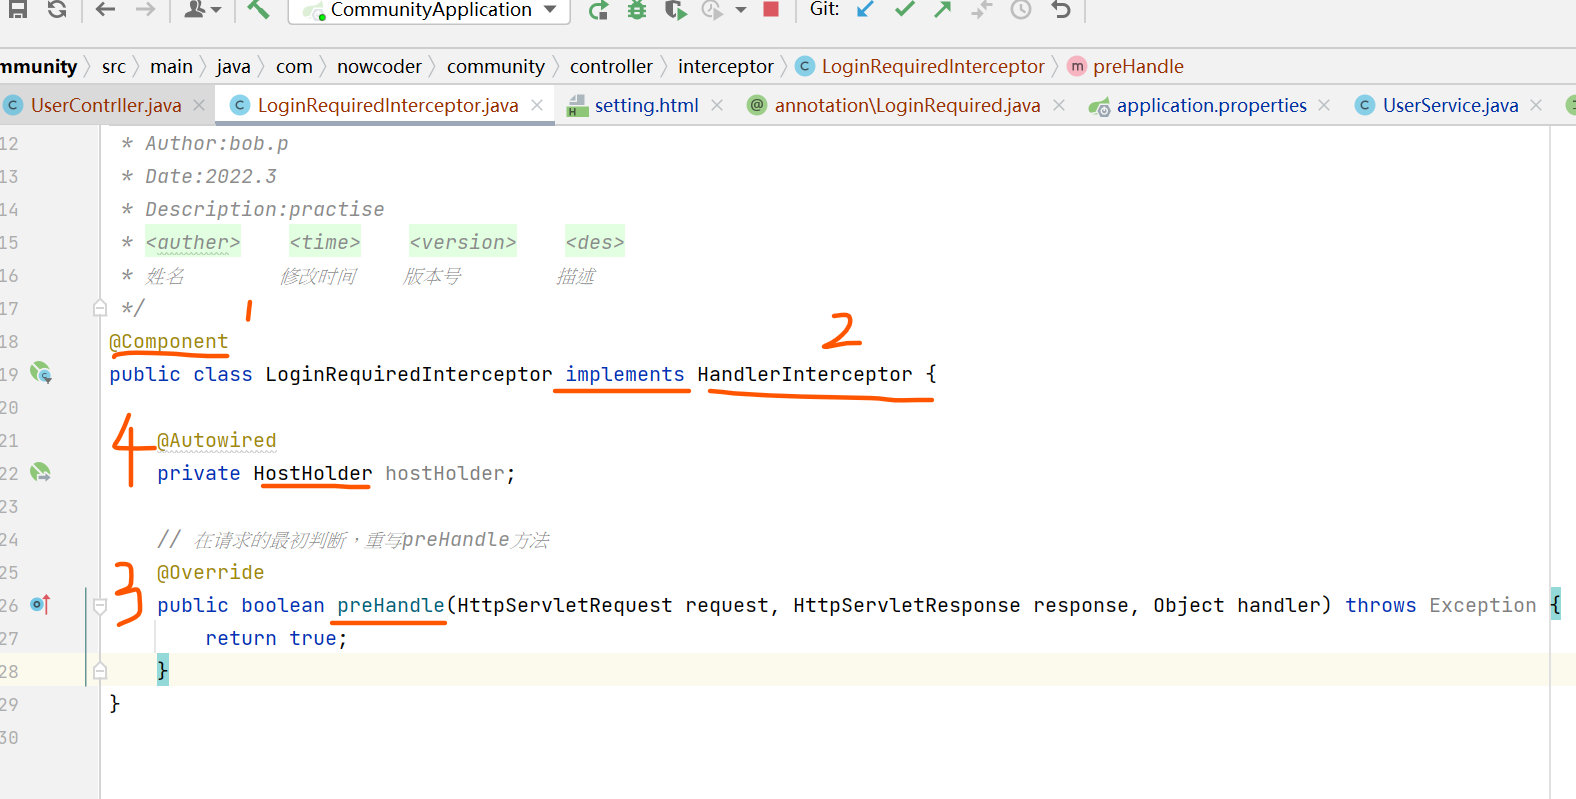 CommunityApplication Git:
mmunity src main java com nowcoder community controller interceptor LoginRequiredInterceptor preHandle
UserContrller.java LoginRequiredInterceptor.java setting.html annotation\LoginRequired.java application.properties UserService.java
12 * Author:bob.p
13 * Date:2022.3
14 * Description:practise
15 * <auther> <time> <version> <des>
16 * 姓名 修改时间 版本号 描述
17 */
1
18 @Component
2
19 public class LoginRequiredInterceptor implements HandlerInterceptor {
20
4
21 @Autowired
22 private HostHolder hostHolder;
23
24 // 在请求的最初判断，重写preHandle方法
25 @Override
3
26 public boolean preHandle(HttpServletRequest request, HttpServletResponse response, Object handler) throws Exception {
27 return true;
28 }
29 }
30